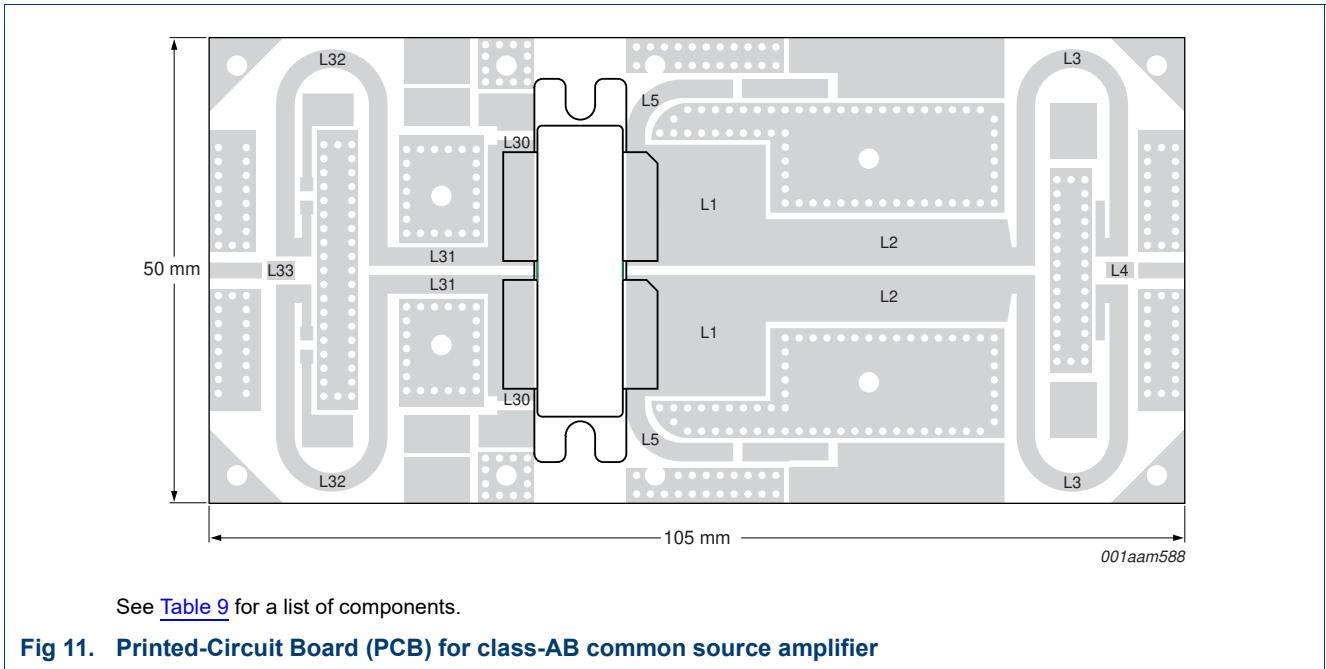 L32
L3
L5
L30
L1
L2
L31
50 mm
L33
L4
L31
L2
L1
L30
L5
L32
L3
105 mm
001aam588
See Table 9 for a list of components.
Fig 11. Printed-Circuit Board (PCB) for class-AB common source amplifier